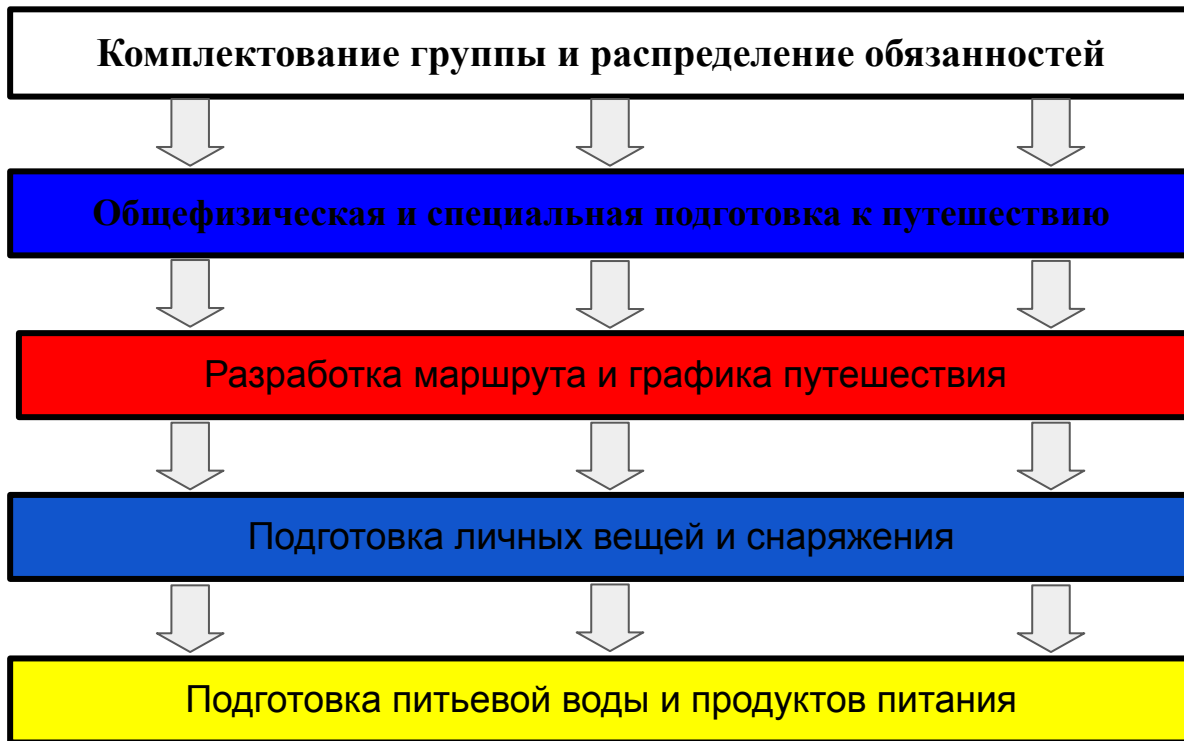 Комплектование группы и распределение обязанностей
Общефизическая и специальная подготовка к путешествию
Разработка маршрута и графика путешествия
Подготовка личных вещей и снаряжения
Подготовка питьевой воды и продуктов питания